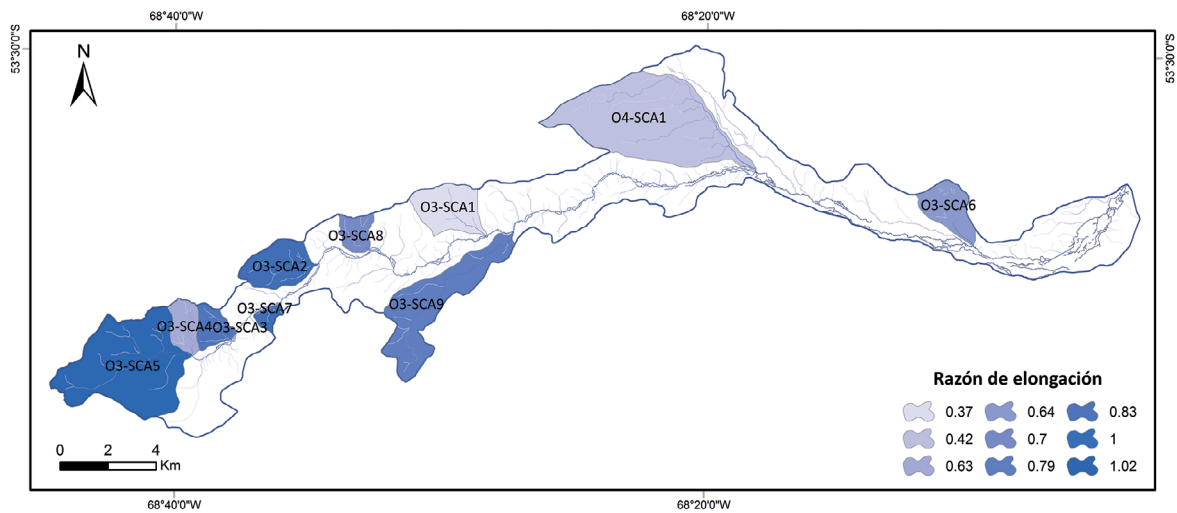 68°40'0"W
68°20'0"W
53°30'0"S
53°30'0"S
N
O4-SCA1
O3-SCA1
O3-SCA6
O3-SCA8
O3-SCA2
O3-SCA9
O3-SCA7
O3-SCA4
O3-SCA3
O3-SCA5
Razón de elongación
0.37
0.64
0.83
0.42
0.7
1
0.63
0.79
1.02
0 2 4
Km
68°40'0"W
68°20'0"W